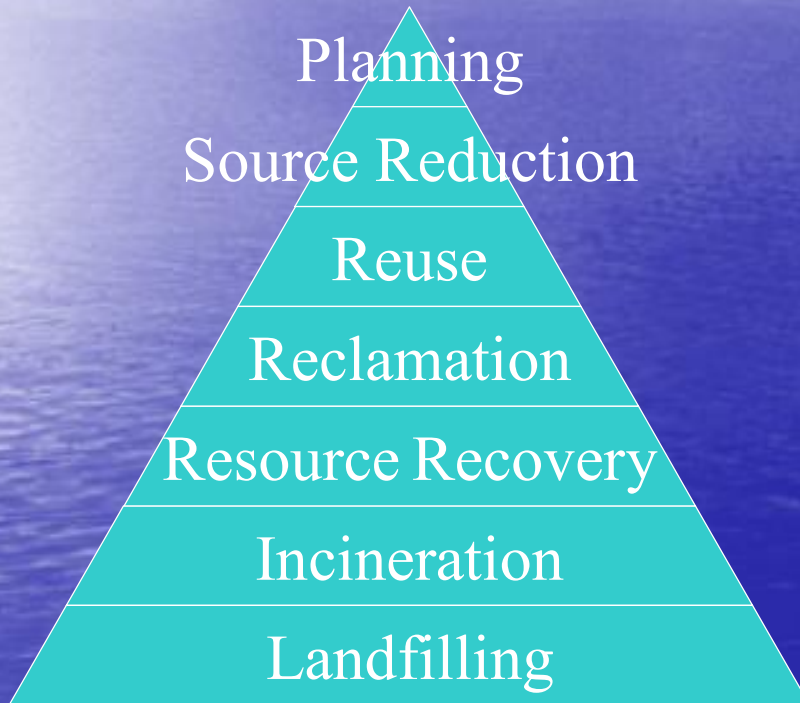 Planning
Source Reduction
Reuse
Reclamation
Resource Recovery
Incineration
Landfilling